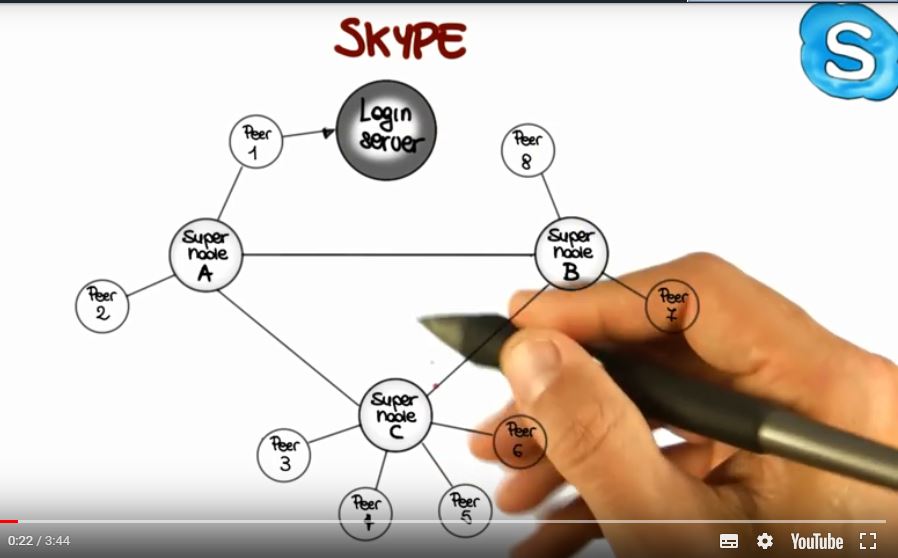 SKYPE
S
Login
server
Peer
1
Peer
8
Super
node
A
Super
node
B
Peer
2
Peer
7
Super
node
C
Peer
3
Peer
6
Peer
4
Peer
5
0:22 / 3:44
YouTube